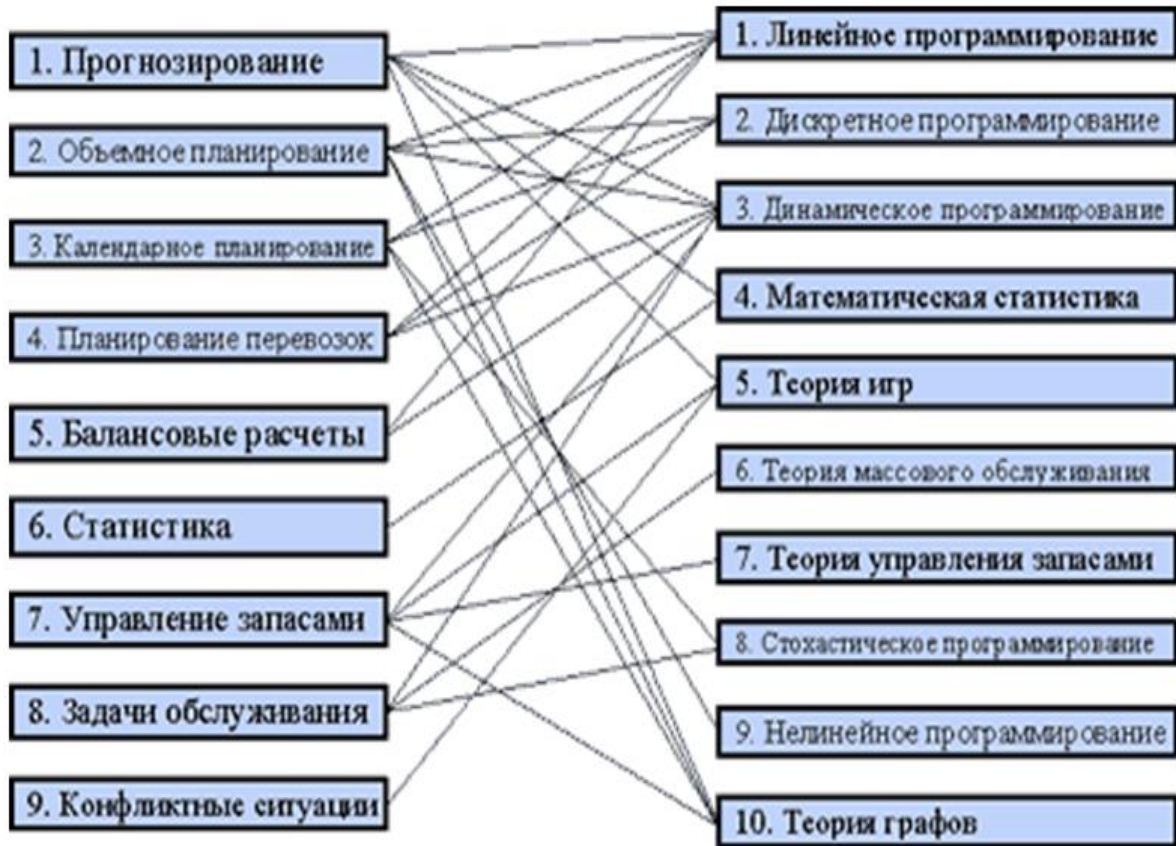 1. Прогнозирование
2. Объемное планирование
3. Календарное планирование
4. Планирование перевозок
5. Балансовые расчеты
6. Статистика
7. Управление запасами
8. Задачи обслуживания
9. Конфликтные ситуации
1. Линейное программирование
2. Дискретное программирование
3. Динамическое программирование
4. Математическая статистика
5. Теория игр
6. Теория массового обслуживания
7. Теория управления запасами
8. Стохастическое программирование
9. Нелинейное программирование
10. Теория графов